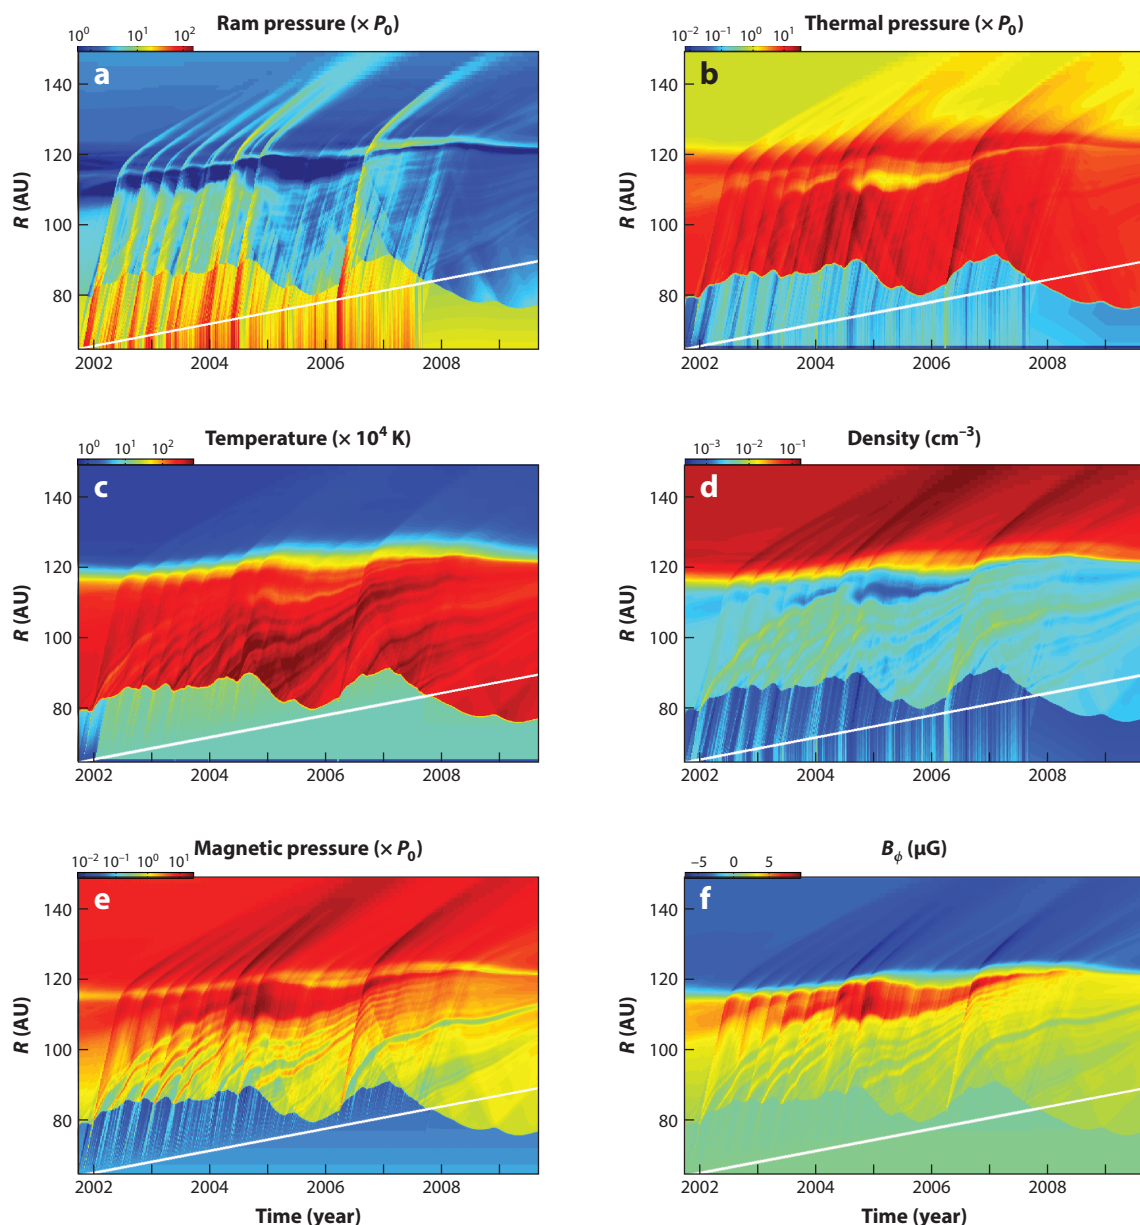 Ram pressure (× P₀)
10⁰ 10¹ 10²
a
140
120
100
80
R (AU)
2002 2004 2006 2008
Thermal pressure (× P₀)
10⁻² 10⁻¹ 10⁰ 10¹
b
140
120
100
80
R (AU)
2002 2004 2006 2008
Temperature (× 10⁴ K)
10⁰ 10¹ 10²
c
140
120
100
80
R (AU)
2002 2004 2006 2008
Density (cm⁻³)
10⁻³ 10⁻² 10⁻¹
d
140
120
100
80
R (AU)
2002 2004 2006 2008
Magnetic pressure (× P₀)
10⁻² 10⁻¹ 10⁰ 10¹
e
140
120
100
80
R (AU)
2002 2004 2006 2008
Time (year)
Bϕ (µG)
−5 0 5
f
140
120
100
80
R (AU)
2002 2004 2006 2008
Time (year)